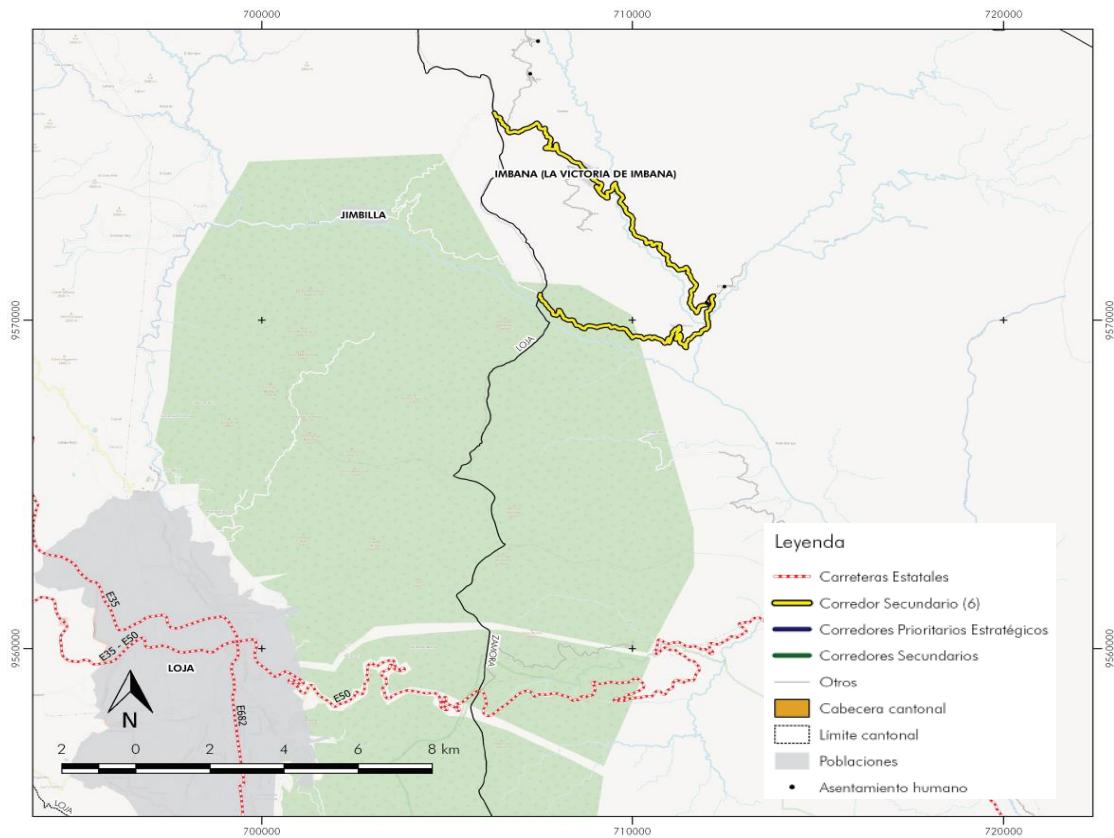 700000
710000
720000
IMBANA (LA VICTORIA DE IMBANA)
JIMBILLA
9570000
9570000
LOJA
Leyenda
Carreteras Estatales
Corredor Secundario (6)
Corredores Prioritarios Estratégicos
Corredores Secundarios
Otros
Cabecera cantonal
Límite cantonal
Poblaciones
Asentamiento humano
E35
E35 - E50
9560000
9560000
ZAMORA
LOJA
E50
E682
N
2 0 2 4 6 8 km
LOJA
700000
710000
720000